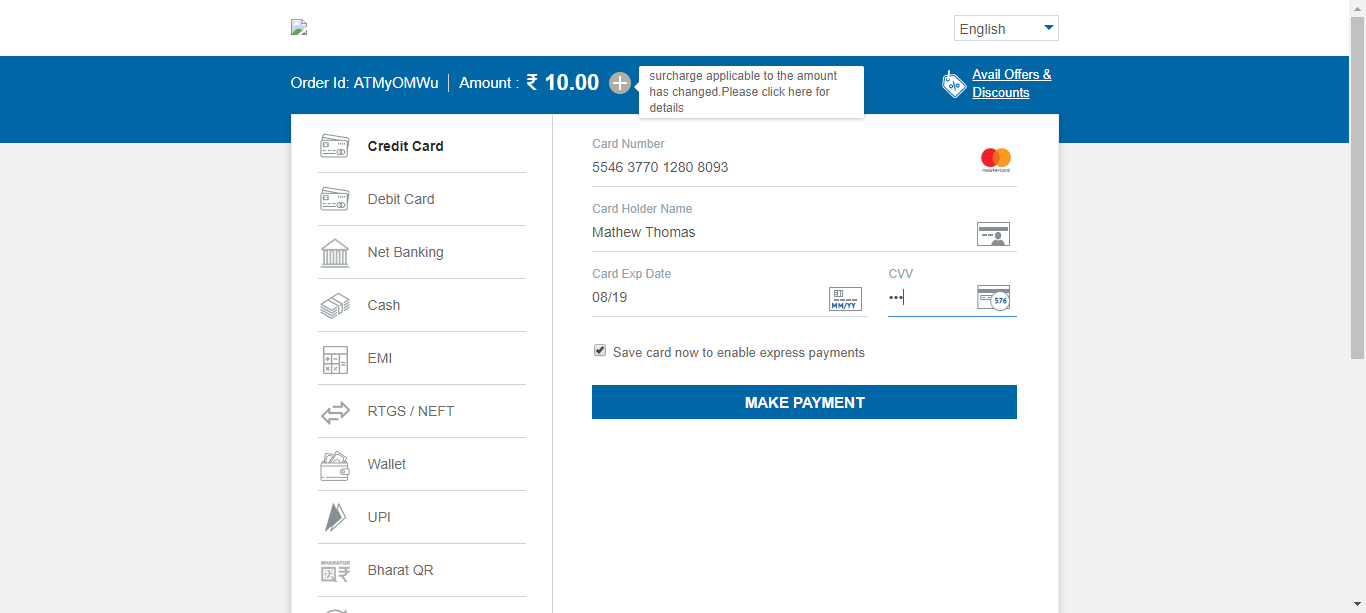 English
Order Id: ATMyOMWu | Amount : ₹ 10.00
surcharge applicable to the amount
has changed.Please click here for
details
Avail Offers &
Discounts
Credit Card
Debit Card
Net Banking
Cash
EMI
RTGS / NEFT
Wallet
UPI
BHARATQR
Bharat QR
Card Number
5546 3770 1280 8093
mastercard
Card Holder Name
Mathew Thomas
Card Exp Date
08/19
MM/YY
CVV
•••
576
Save card now to enable express payments
MAKE PAYMENT